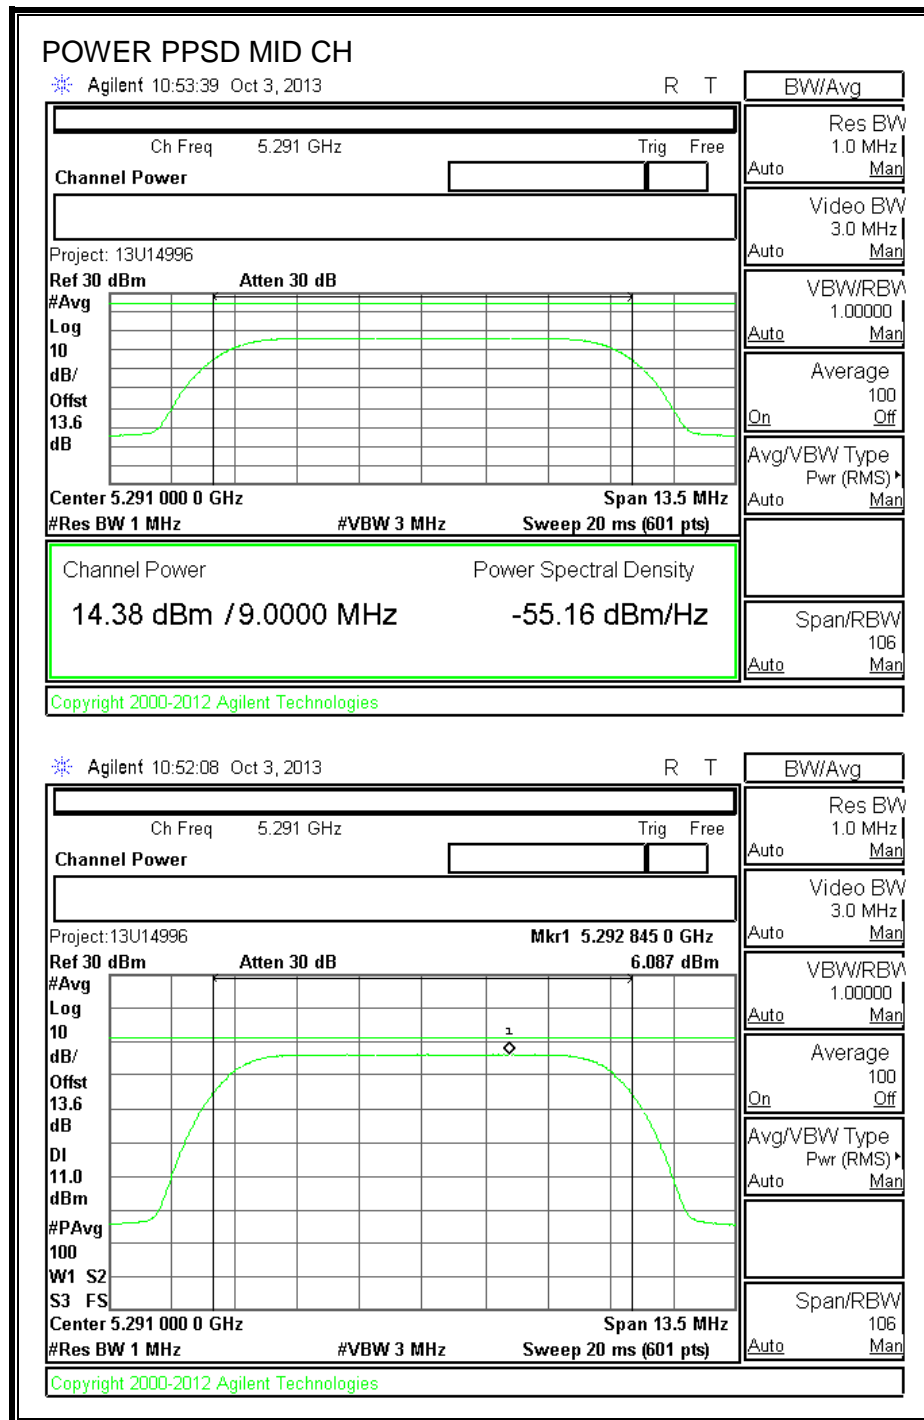 POWER PPSD MID CH
Agilent 10:53:39 Oct 3, 2013 R T
BW/Avg
Ch Freq 5.291 GHz Trig Free
Channel Power
Res BW
1.0 MHz
Auto Man
Video BW
3.0 MHz
Auto Man
Project: 13U14996
Ref 30 dBm Atten 30 dB
#Avg
Log
10
dB/
Offst
13.6
dB
VBW/RBW
1.00000
Auto Man
Average
100
On Off
Avg/VBW Type
Pwr (RMS)
Auto Man
Center 5.291 000 0 GHz Span 13.5 MHz
#Res BW 1 MHz #VBW 3 MHz Sweep 20 ms (601 pts)
Channel Power Power Spectral Density
14.38 dBm / 9.0000 MHz -55.16 dBm/Hz
Span/RBW
106
Auto Man
Copyright 2000-2012 Agilent Technologies
Agilent 10:52:08 Oct 3, 2013 R T
BW/Avg
Ch Freq 5.291 GHz Trig Free
Channel Power
Res BW
1.0 MHz
Auto Man
Video BW
3.0 MHz
Auto Man
Project:13U14996 Mkr1 5.292 845 0 GHz
Ref 30 dBm Atten 30 dB 6.087 dBm
#Avg
Log
10
dB/
Offst
13.6
dB
DI
11.0
dBm
#PAvg
100
W1 S2
S3 FS
1
VBW/RBW
1.00000
Auto Man
Average
100
On Off
Avg/VBW Type
Pwr (RMS)
Auto Man
Center 5.291 000 0 GHz Span 13.5 MHz
#Res BW 1 MHz #VBW 3 MHz Sweep 20 ms (601 pts)
Span/RBW
106
Auto Man
Copyright 2000-2012 Agilent Technologies